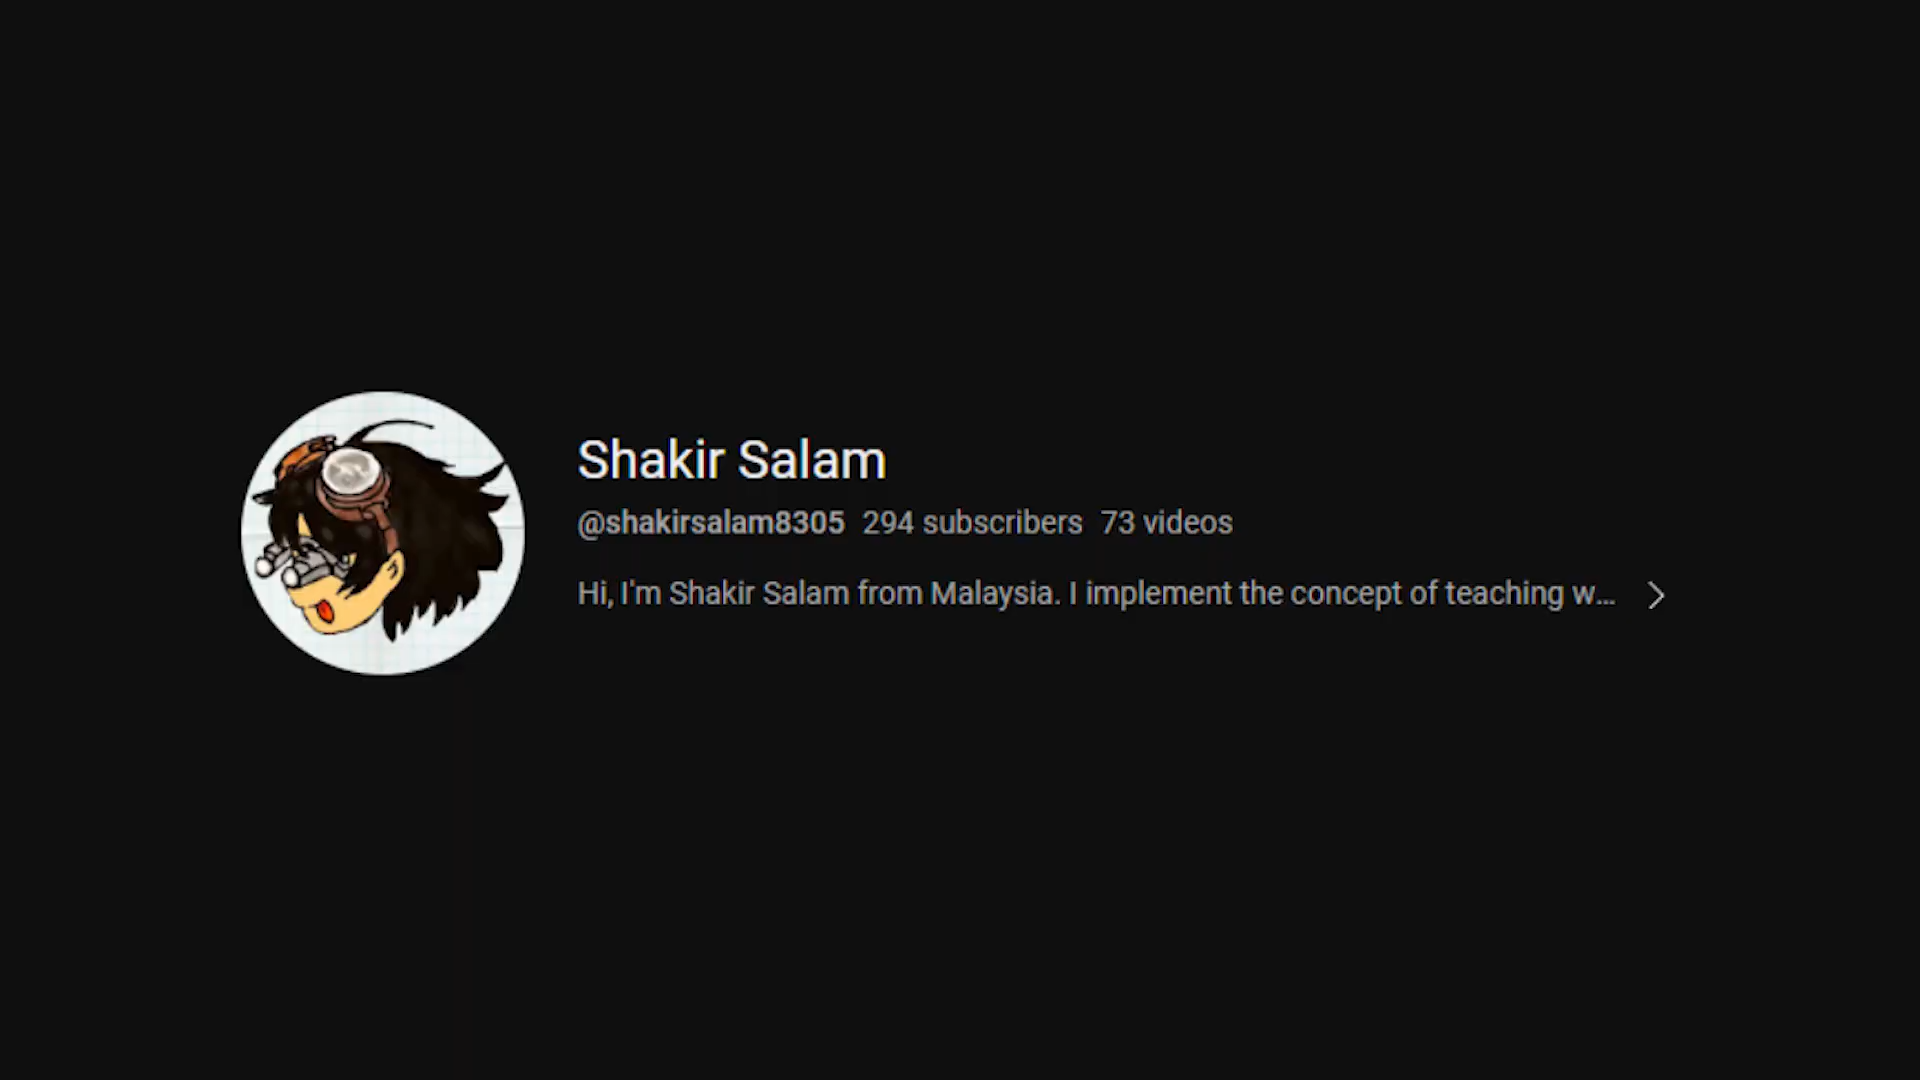 Shakir Salam
@shakirsalam8305 294 subscribers 73 videos
Hi, I'm Shakir Salam from Malaysia. I implement the concept of teaching w...